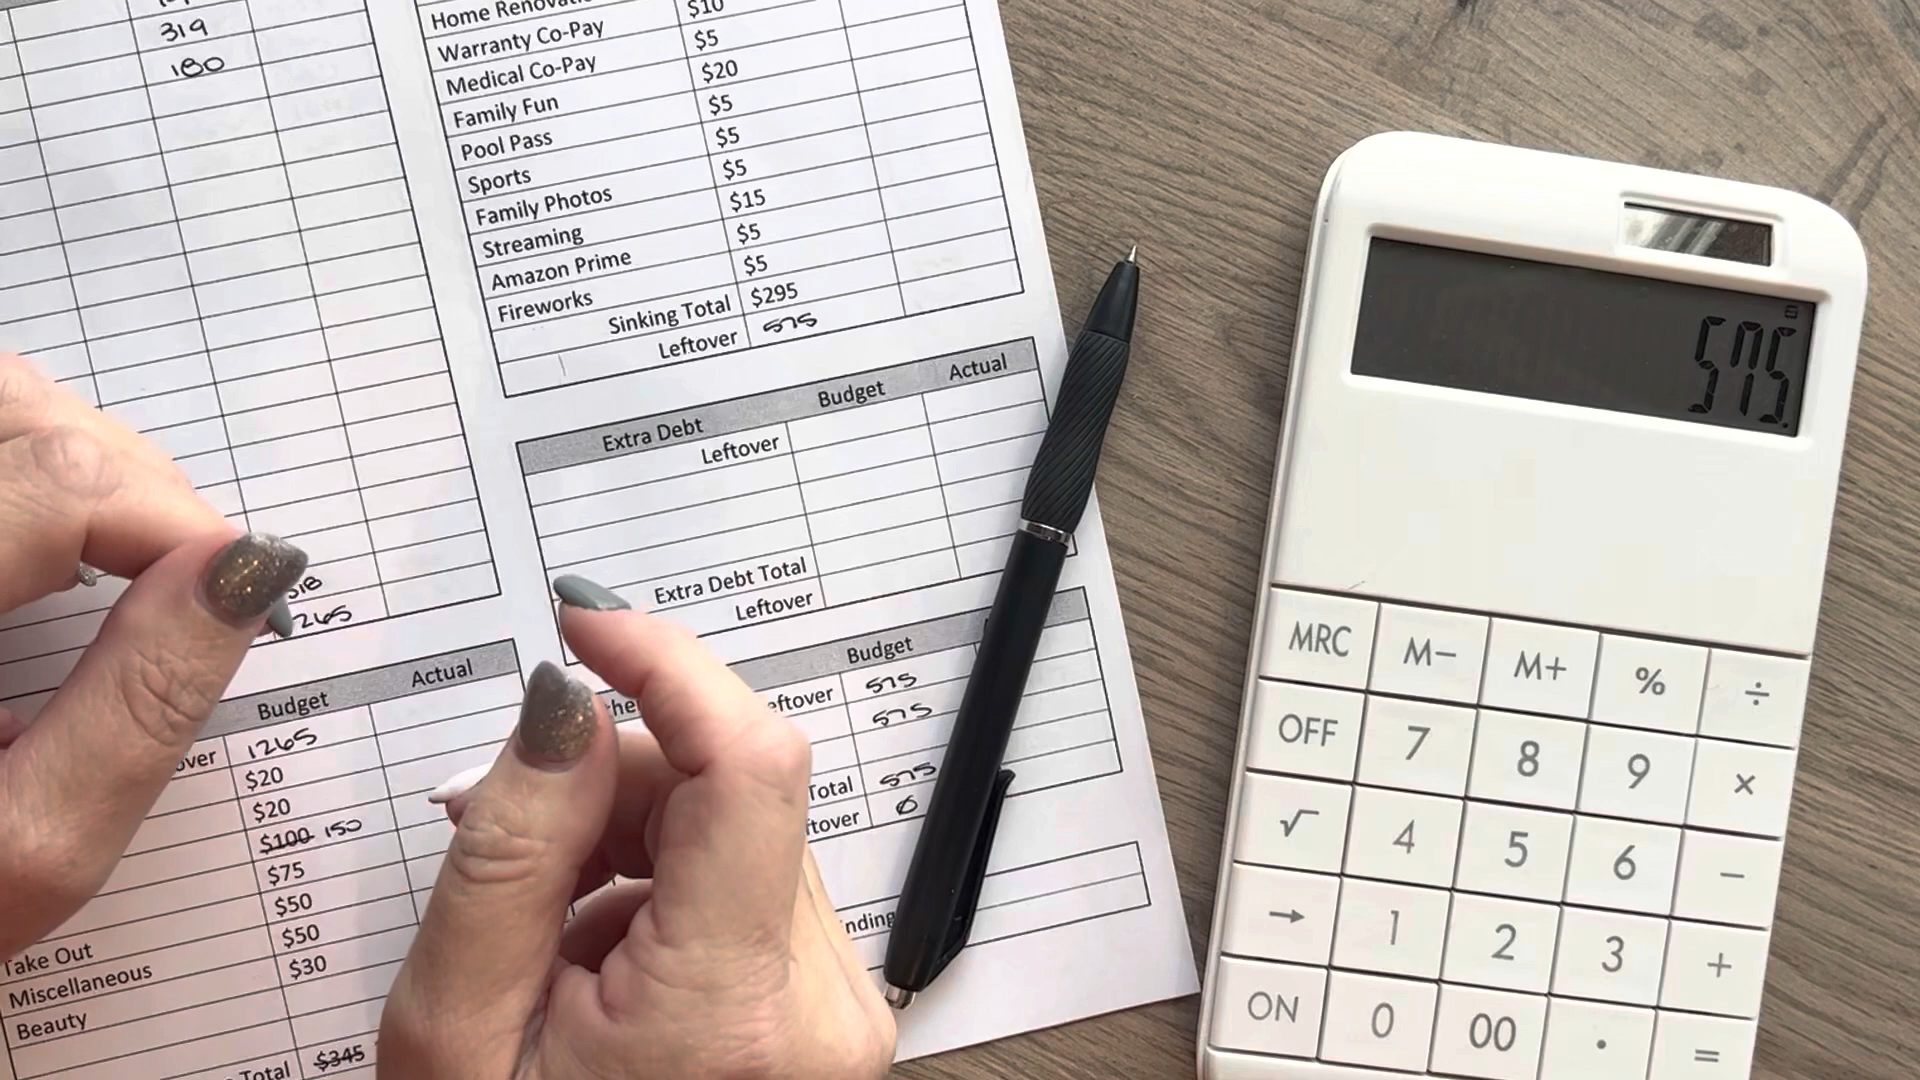 319
180
Home
$10
Warranty Co-Pay $5
Medical Co-Pay $20
Family Fun $5
Pool Pass $5
Sports $5
Family Photos $15
Streaming $5
Amazon Prime $5
Fireworks
Sinking Total $295
Leftover 575
Extra Debt Budget Actual
Leftover
Extra Debt Total
Leftover
Budget
575
575
Total 575
0
1265
Budget Actual
1265
$20
$20
$100 150
$75
$50
Take Out $50
Miscellaneous $30
Beauty
Total $345
575.
MRC M− M+ % ÷
OFF 7 8 9 ×
√ 4 5 6 −
→ 1 2 3 +
ON 0 00 . =